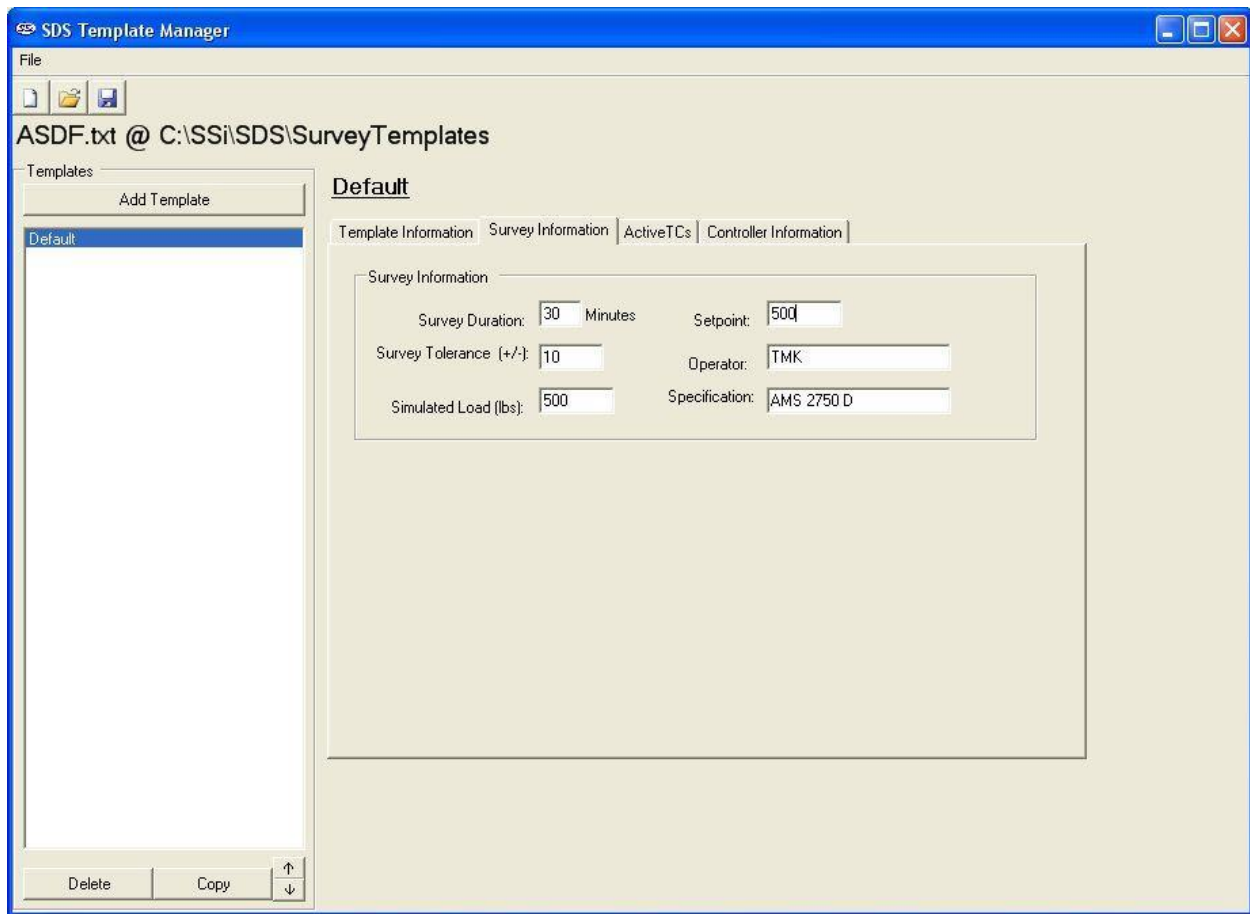 SDS Template Manager
File
ASDF.txt @ C:\SSi\SDS\SurveyTemplates
Templates
Add Template
Default
Delete
Copy
Default
Template Information
Survey Information
ActiveTCs
Controller Information
Survey Information
Survey Duration: 30 Minutes
Setpoint: 500
Survey Tolerance (+/-): 10
Operator: TMK
Simulated Load (lbs): 500
Specification: AMS 2750 D